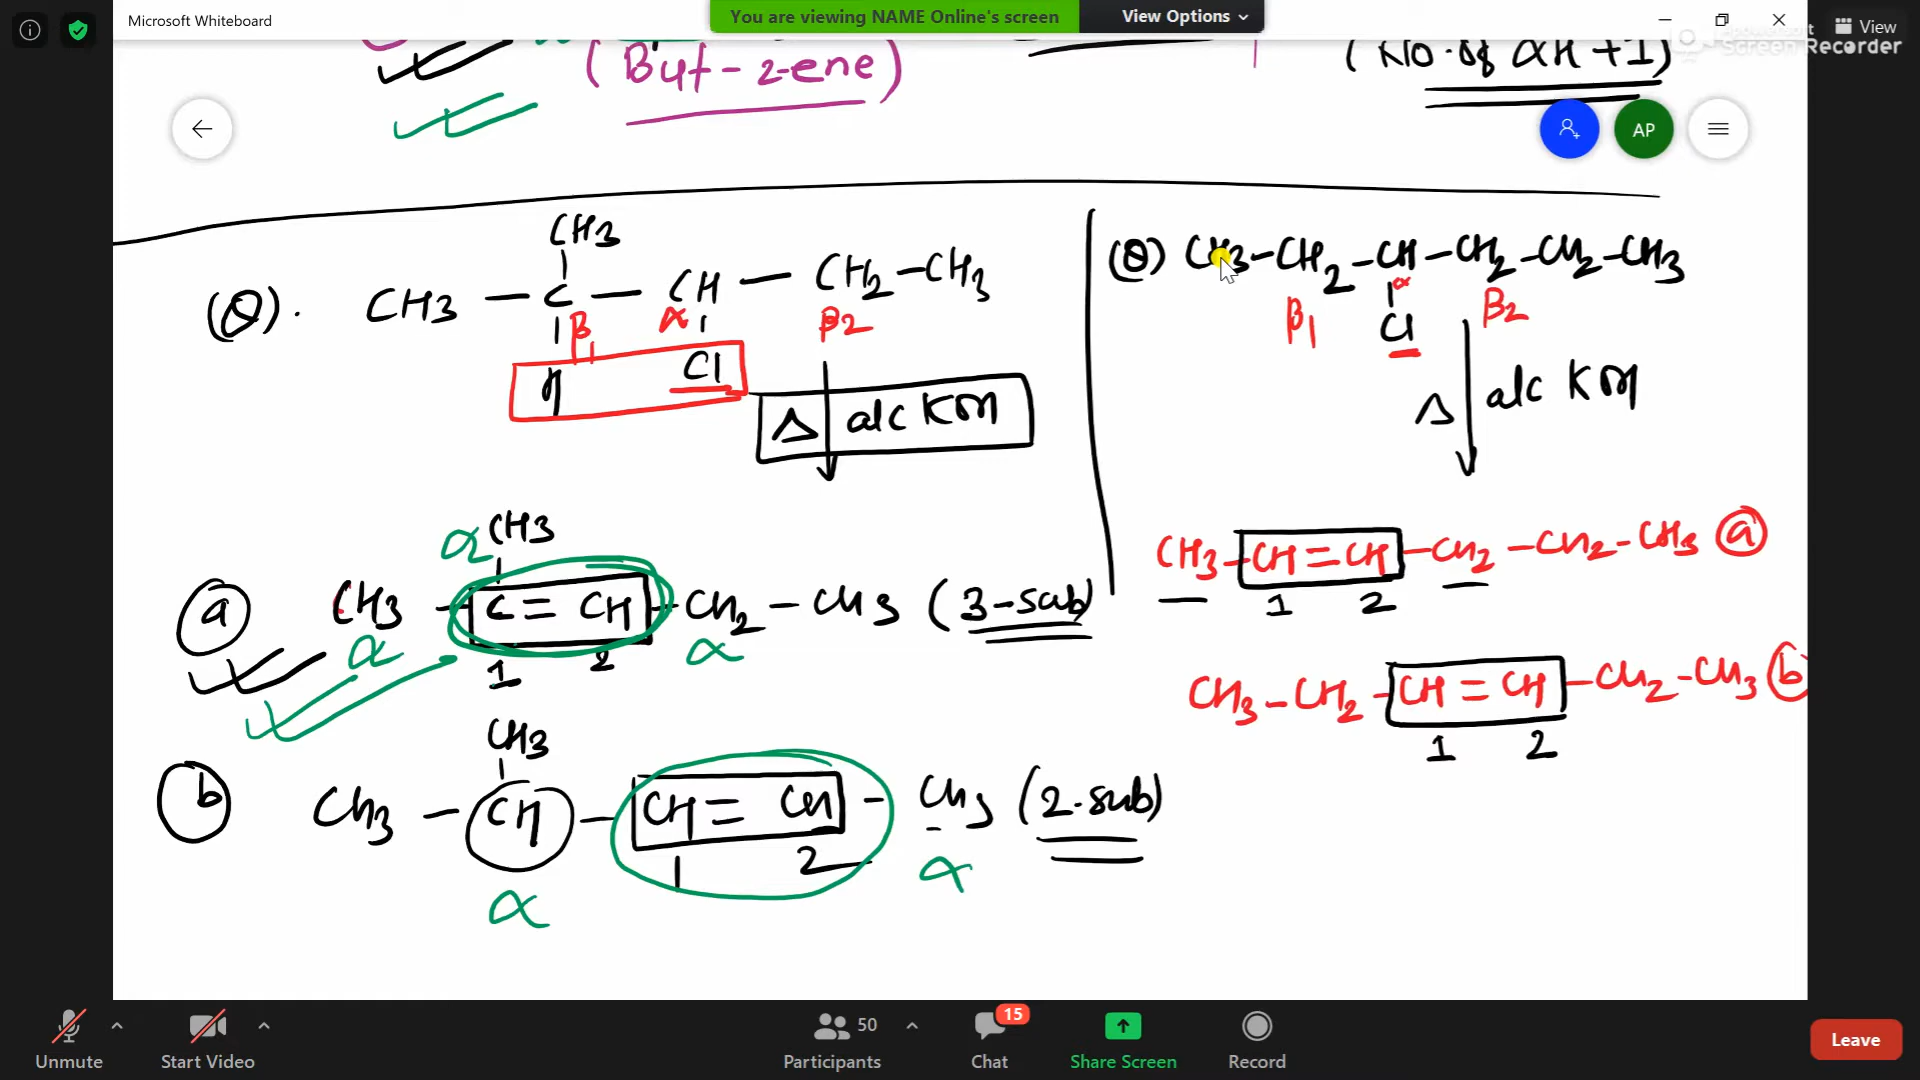 Microsoft Whiteboard
You are viewing NAME Online's screen
View Options
View
Apowersoft
Screen Recorder
(But-2-ene)
(No. of αH + 1)
AP
(Q). CH3 - C - CH - CH2 - CH3
CH3
β1 α β2
H Cl
Δ alc KOH
(Q) CH3 - CH2 - CH - CH2 - CH2 - CH3
α
β1 Cl β2
Δ alc KOH
CH3
α
a CH3 - C = CH - CH2 - CH3 (3-sub)
α 1 2 α
CH3
b CH3 - CH - CH = CH - CH3 (2-sub)
1 2
α α
CH3 - CH = CH - CH2 - CH2 - CH3 a
1 2
CH3 - CH2 - CH = CH - CH2 - CH3 b
1 2
50
15
Unmute
Start Video
Participants
Chat
Share Screen
Record
Leave